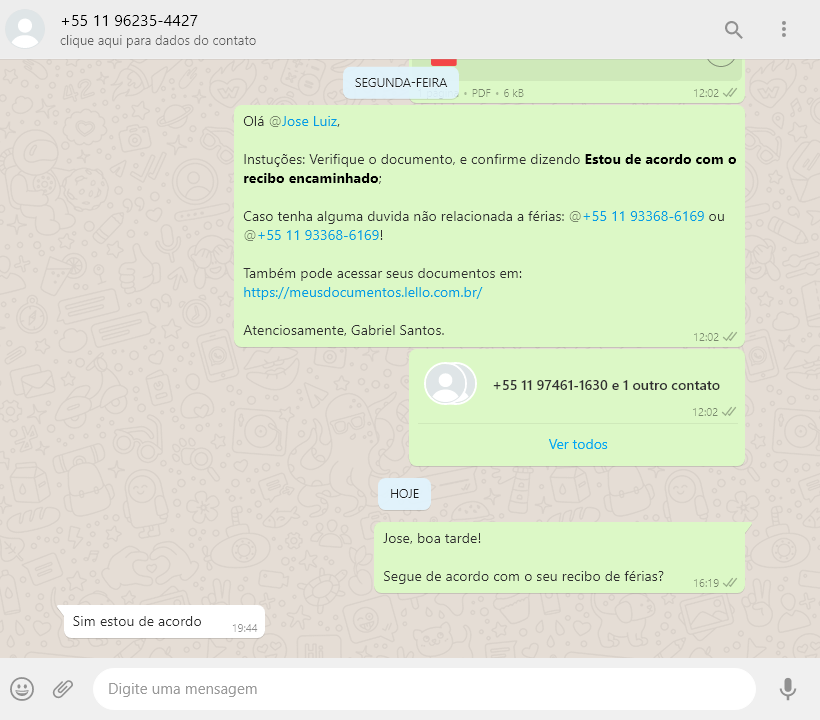 +55 11 96235-4427
clique aqui para dados do contato
SEGUNDA-FEIRA
• PDF • 6 kB
12:02
Olá @Jose Luiz,
Instuções: Verifique o documento, e confirme dizendo Estou de acordo com o
recibo encaminhado;
Caso tenha alguma duvida não relacionada a férias: @+55 11 93368-6169 ou
@+55 11 93368-6169!
Também pode acessar seus documentos em:
https://meusdocumentos.lello.com.br/
Atenciosamente, Gabriel Santos.
12:02
+55 11 97461-1630 e 1 outro contato
12:02
Ver todos
HOJE
Jose, boa tarde!
Segue de acordo com o seu recibo de férias?
16:19
Sim estou de acordo
19:44
Digite uma mensagem